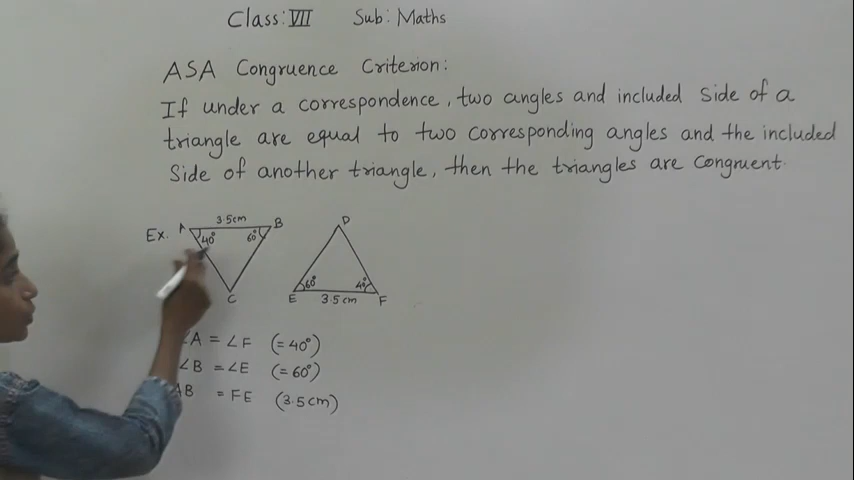 Class: VII Sub: Maths
ASA Congruence Criterion:
If under a correspondence, two angles and included Side of a
triangle are equal to two corresponding angles and the included
Side of another triangle, then the triangles are Congruent.
Ex. A 3.5cm B D
40° 60°
60° 40°
C E 3.5cm F
∠A = ∠F (= 40°)
∠B = ∠E (= 60°)
AB = FE (3.5cm)